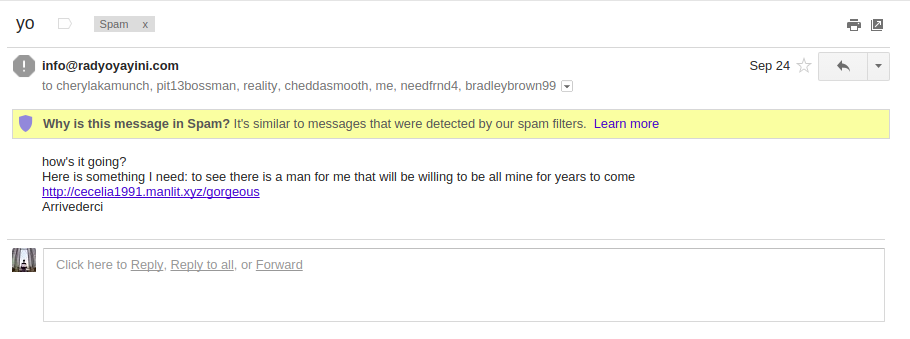 yo
Spam x
info@radyoyayini.com Sep 24
to cherylakamunch, pit13bossman, reality, cheddasmooth, me, needfrnd4, bradleybrown99
Why is this message in Spam? It's similar to messages that were detected by our spam filters. Learn more
how's it going?
Here is something I need: to see there is a man for me that will be willing to be all mine for years to come
http://cecelia1991.manlit.xyz/gorgeous
Arrivederci
Click here to Reply, Reply to all, or Forward